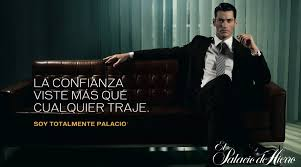 LA CONFIANZA
VISTE MÁS QUE
CUALQUIER TRAJE.
SOY TOTALMENTE PALACIO
El Palacio de Hierro